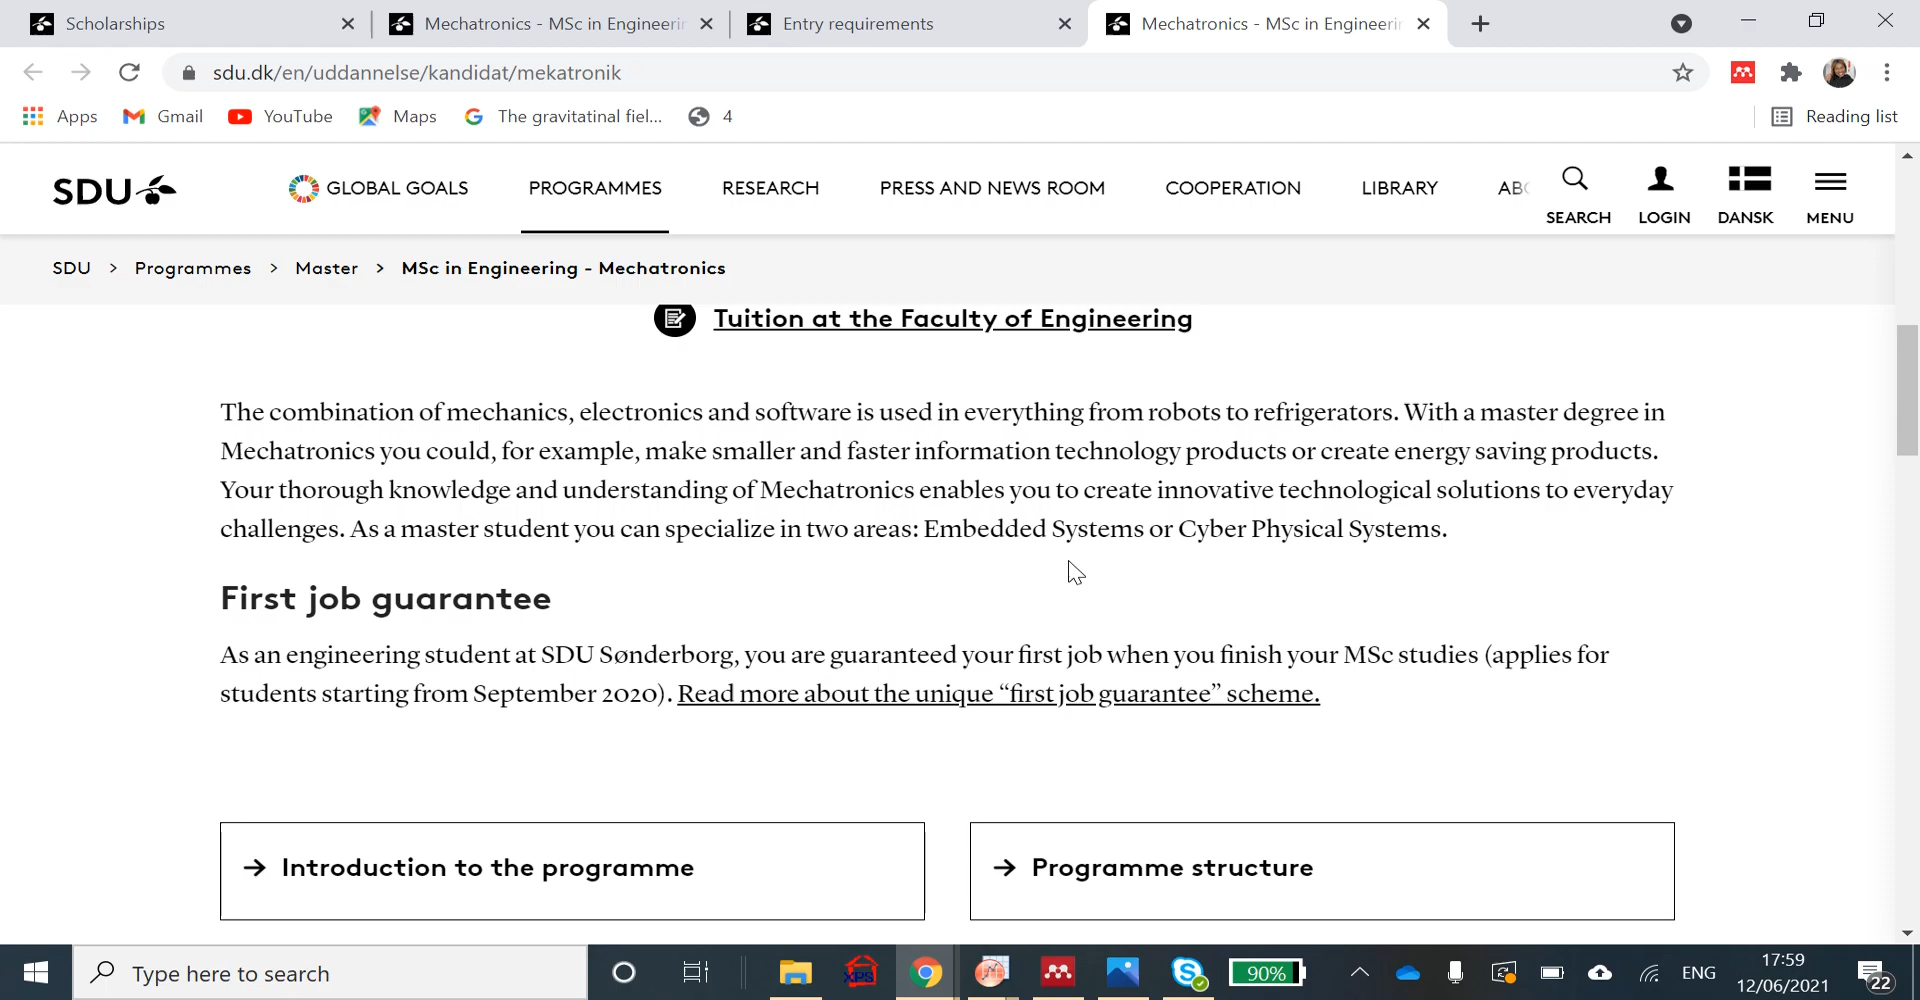 Scholarships
Mechatronics - MSc in Engineerin
Entry requirements
Mechatronics - MSc in Engineerin
sdu.dk/en/uddannelse/kandidat/mekatronik
Apps
Gmail
YouTube
Maps
The gravitatinal fiel...
4
Reading list
SDU
GLOBAL GOALS
PROGRAMMES
RESEARCH
PRESS AND NEWS ROOM
COOPERATION
LIBRARY
AB
SEARCH
LOGIN
DANSK
MENU
SDU > Programmes > Master > MSc in Engineering - Mechatronics
Tuition at the Faculty of Engineering
The combination of mechanics, electronics and software is used in everything from robots to refrigerators. With a master degree in
Mechatronics you could, for example, make smaller and faster information technology products or create energy saving products.
Your thorough knowledge and understanding of Mechatronics enables you to create innovative technological solutions to everyday
challenges. As a master student you can specialize in two areas: Embedded Systems or Cyber Physical Systems.
First job guarantee
As an engineering student at SDU Sønderborg, you are guaranteed your first job when you finish your MSc studies (applies for
students starting from September 2020). Read more about the unique “first job guarantee” scheme.
→ Introduction to the programme
→ Programme structure
Type here to search
XPS
90%
ENG
17:59
12/06/2021
22